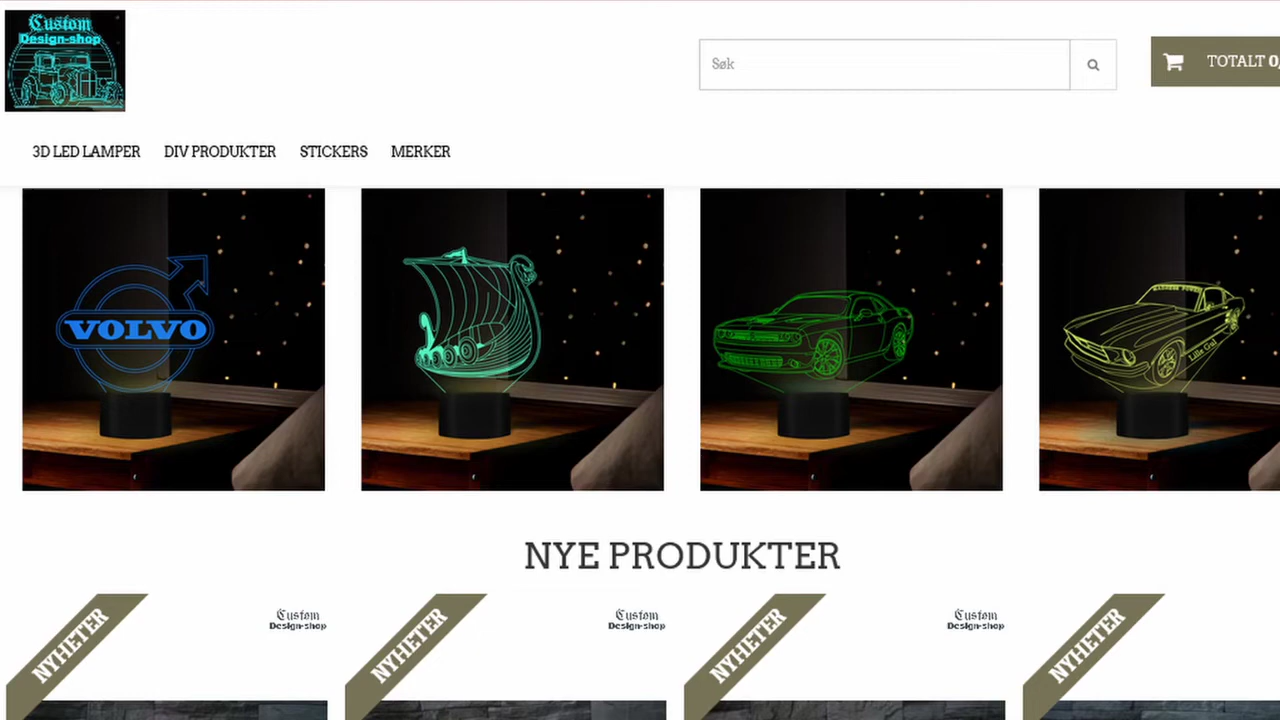 Custom
Design-shop
Søk
TOTALT 0,
3D LED LAMPER
DIV PRODUKTER
STICKERS
MERKER
VOLVO
Lille Gul
NYE PRODUKTER
NYHETER
Custom
Design-shop
NYHETER
Custom
Design-shop
NYHETER
Custom
Design-shop
NYHETER